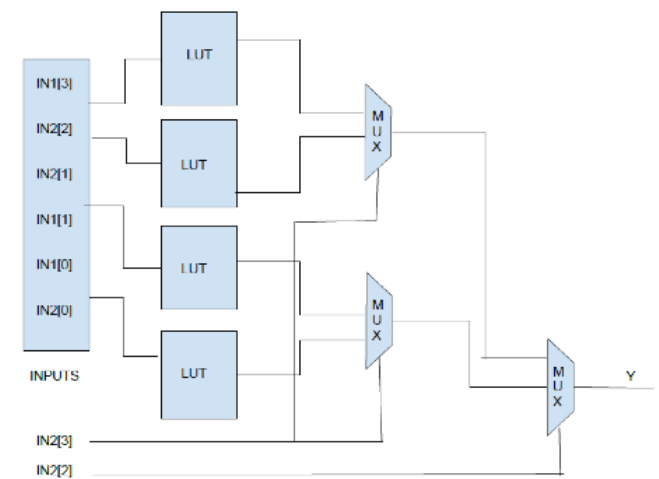 IN1[3]
IN2[2]
IN2[1]
IN1[1]
IN1[0]
IN2[0]
INPUTS
LUT
LUT
LUT
LUT
MUX
MUX
MUX
Y
IN2[3]
IN2[2]